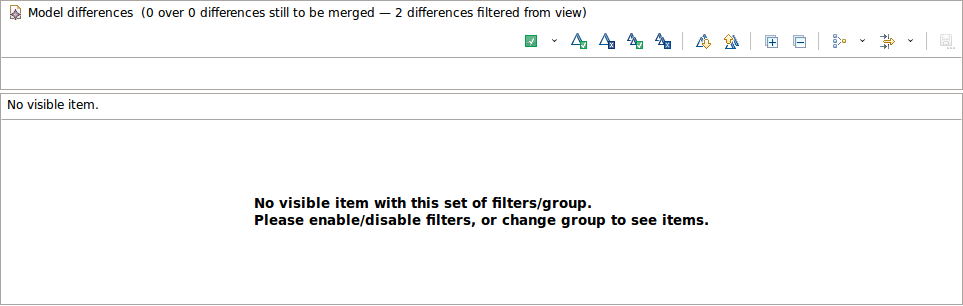 Model differences (0 over 0 differences still to be merged — 2 differences filtered from view)
No visible item.
No visible item with this set of filters/group.
Please enable/disable filters, or change group to see items.